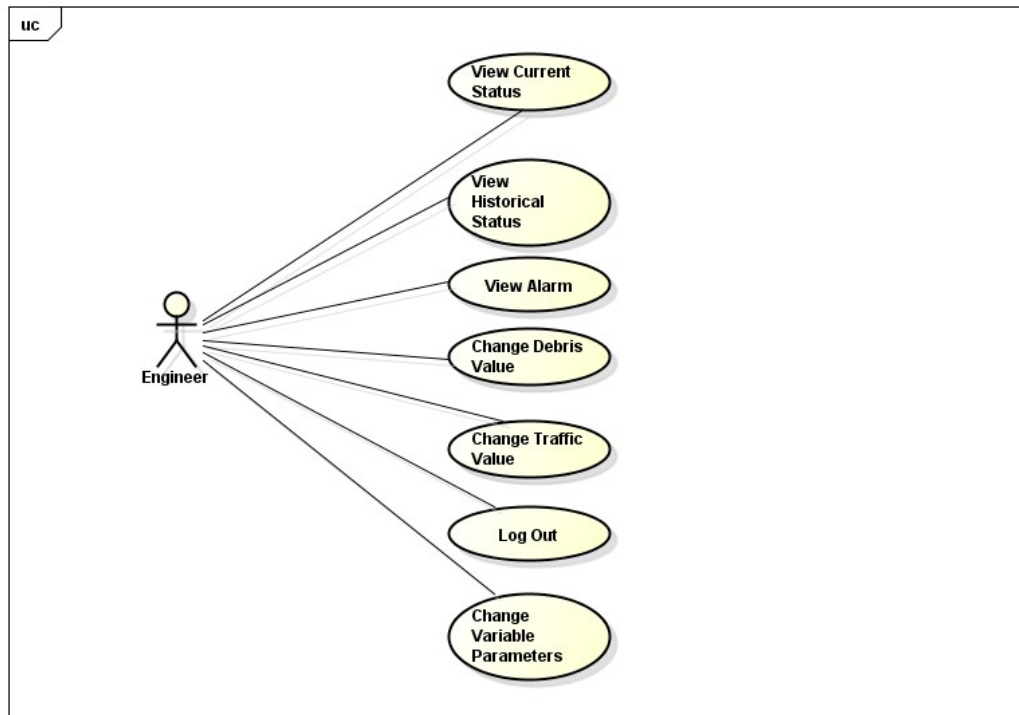 uc
View Current
Status
View
Historical
Status
View Alarm
Change Debris
Value
Engineer
Change Traffic
Value
Log Out
Change
Variable
Parameters